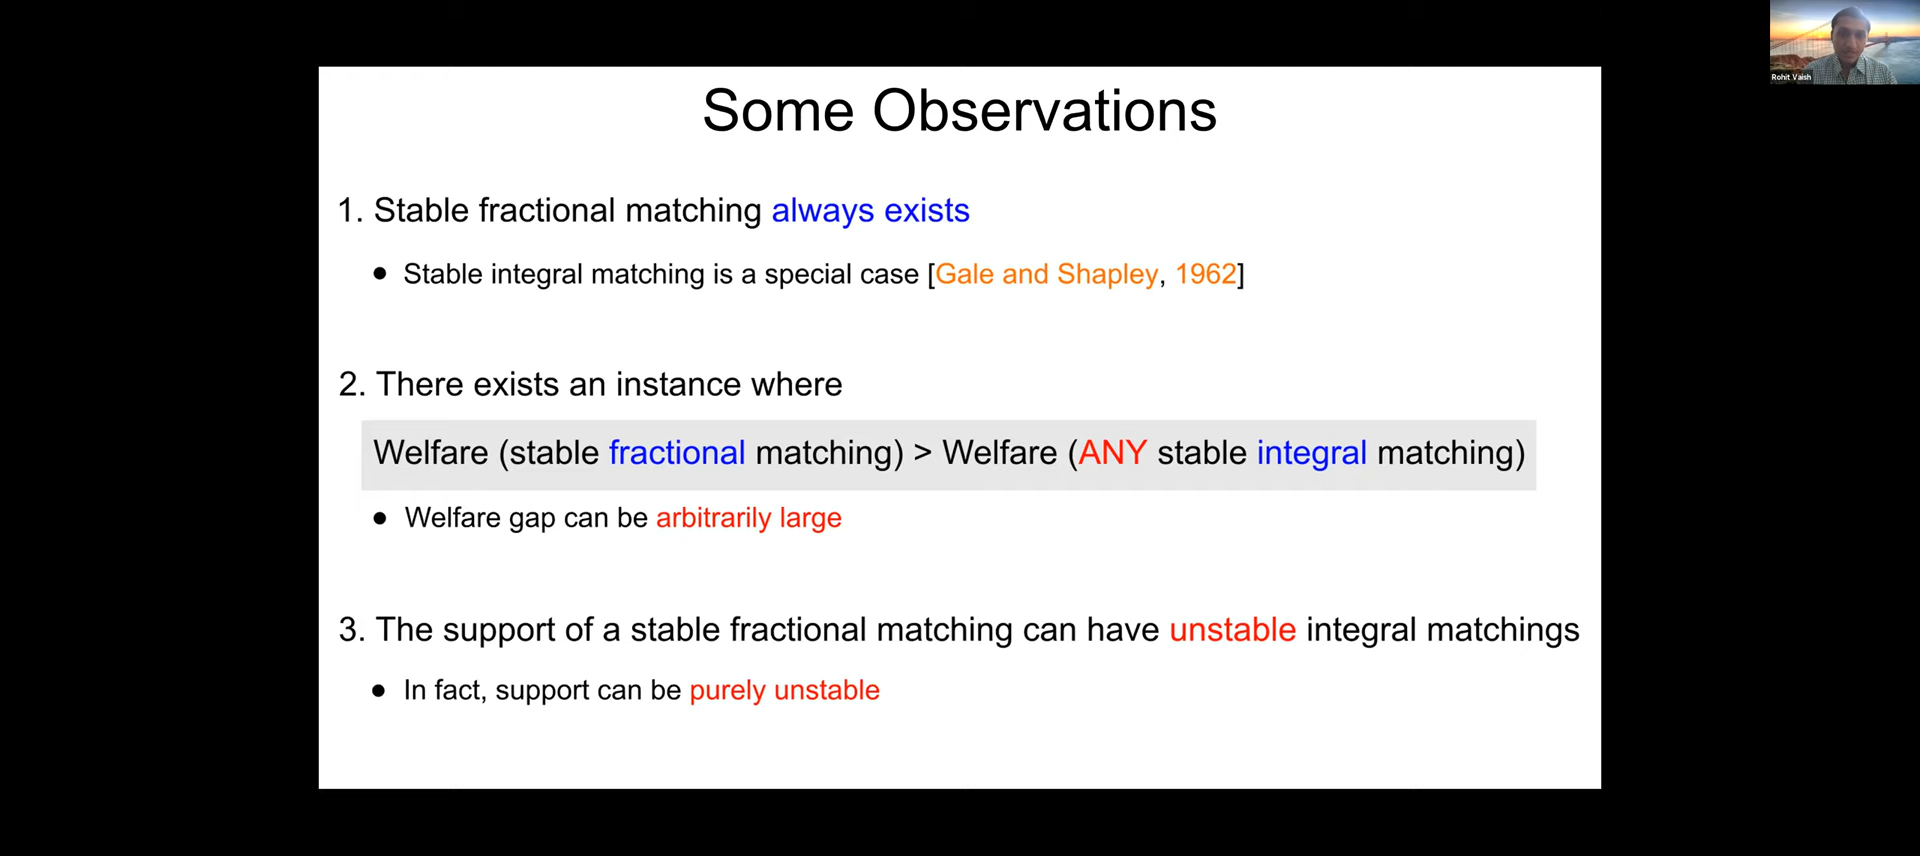 Some Observations
1. Stable fractional matching always exists
● Stable integral matching is a special case [Gale and Shapley, 1962]
2. There exists an instance where
Welfare (stable fractional matching) > Welfare (ANY stable integral matching)
● Welfare gap can be arbitrarily large
3. The support of a stable fractional matching can have unstable integral matchings
● In fact, support can be purely unstable
Rohit Vaish